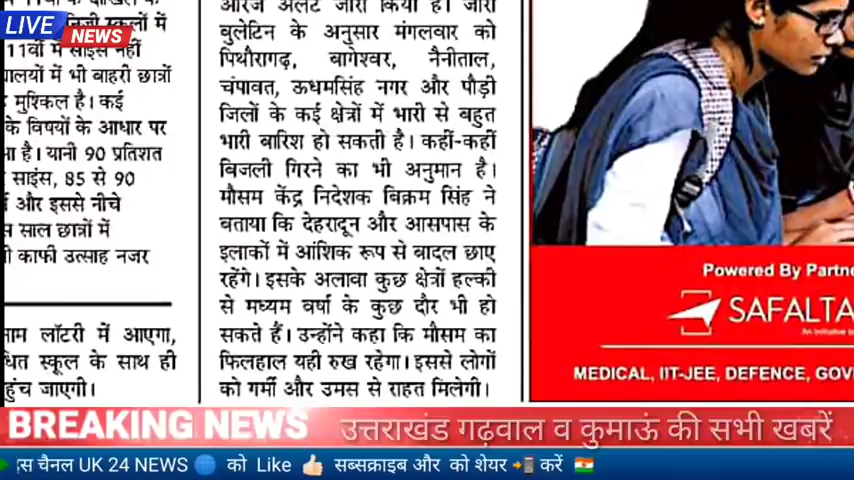 LIVE
NEWS
निजी स्कूलों में
11वीं में साइंस नहीं
में भी बाहरी छात्रों
मुश्किल है। कई
के विषयों के आधार पर
है। यानी 90 प्रतिशत
साइंस, 85 से 90
और इससे नीचे
साल छात्रों में
काफी उत्साह नजर
लॉटरी में आएगा,
स्कूल के साथ ही
जाएगी।
ऑरेंज अलर्ट जारी किया है। जारी
बुलेटिन के अनुसार मंगलवार को
पिथौरागढ़, बागेश्वर, नैनीताल,
चंपावत, ऊधमसिंह नगर और पौड़ी
जिलों के कई क्षेत्रों में भारी से बहुत
भारी बारिश हो सकती है। कहीं-कहीं
बिजली गिरने का भी अनुमान है।
मौसम केंद्र निदेशक बिक्रम सिंह ने
बताया कि देहरादून और आसपास के
इलाकों में आंशिक रूप से बादल छाए
रहेंगे। इसके अलावा कुछ क्षेत्रों हल्की
से मध्यम वर्षा के कुछ दौर भी हो
सकते हैं। उन्होंने कहा कि मौसम का
फिलहाल यही रुख रहेगा। इससे लोगों
को गर्मी और उमस से राहत मिलेगी।
Powered By
SAFALTA
An Initiative
MEDICAL, IIT-JEE, DEFENCE,
BREAKING NEWS
उत्तराखंड गढ़वाल व कुमाऊं की सभी खबरें
चैनल UK 24 NEWS 🌐 को Like 👍🏻 सब्सक्राइब और को शेयर 📲 करें 🇮🇳